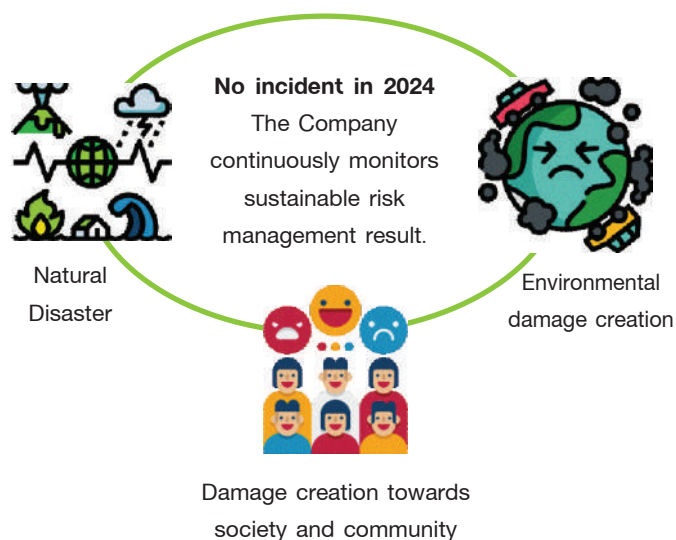 No incident in 2024
The Company
continuously monitors
sustainable risk
management result.
Natural
Disaster
Environmental
damage creation
Damage creation towards
society and community